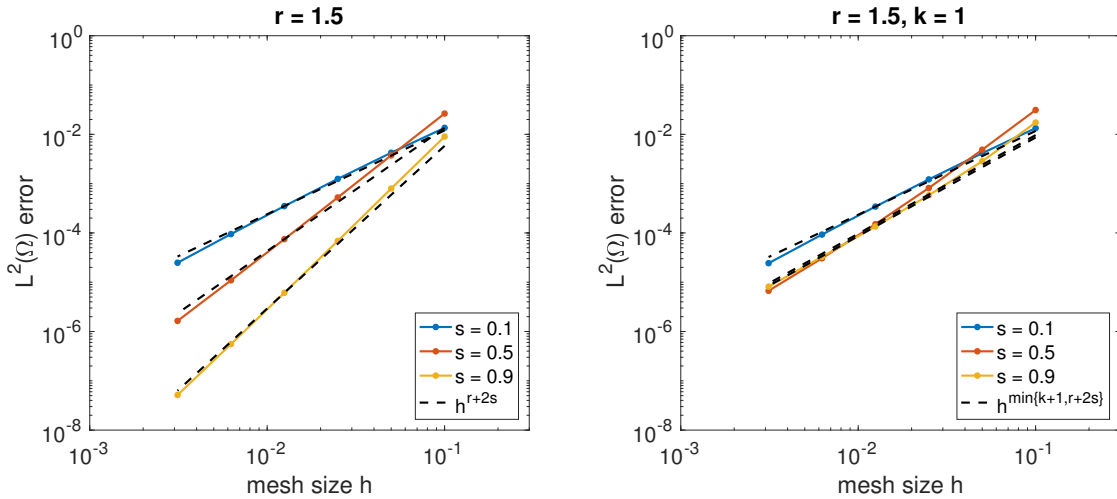 r = 1.5
10^0
10^-2
10^-4
10^-6
10^-8
L^2(Ω) error
10^-3
10^-2
10^-1
mesh size h
s = 0.1
s = 0.5
s = 0.9
h^r+2s
r = 1.5, k = 1
10^0
10^-2
10^-4
10^-6
10^-8
L^2(Ω) error
10^-3
10^-2
10^-1
mesh size h
s = 0.1
s = 0.5
s = 0.9
h^min{k+1,r+2s}